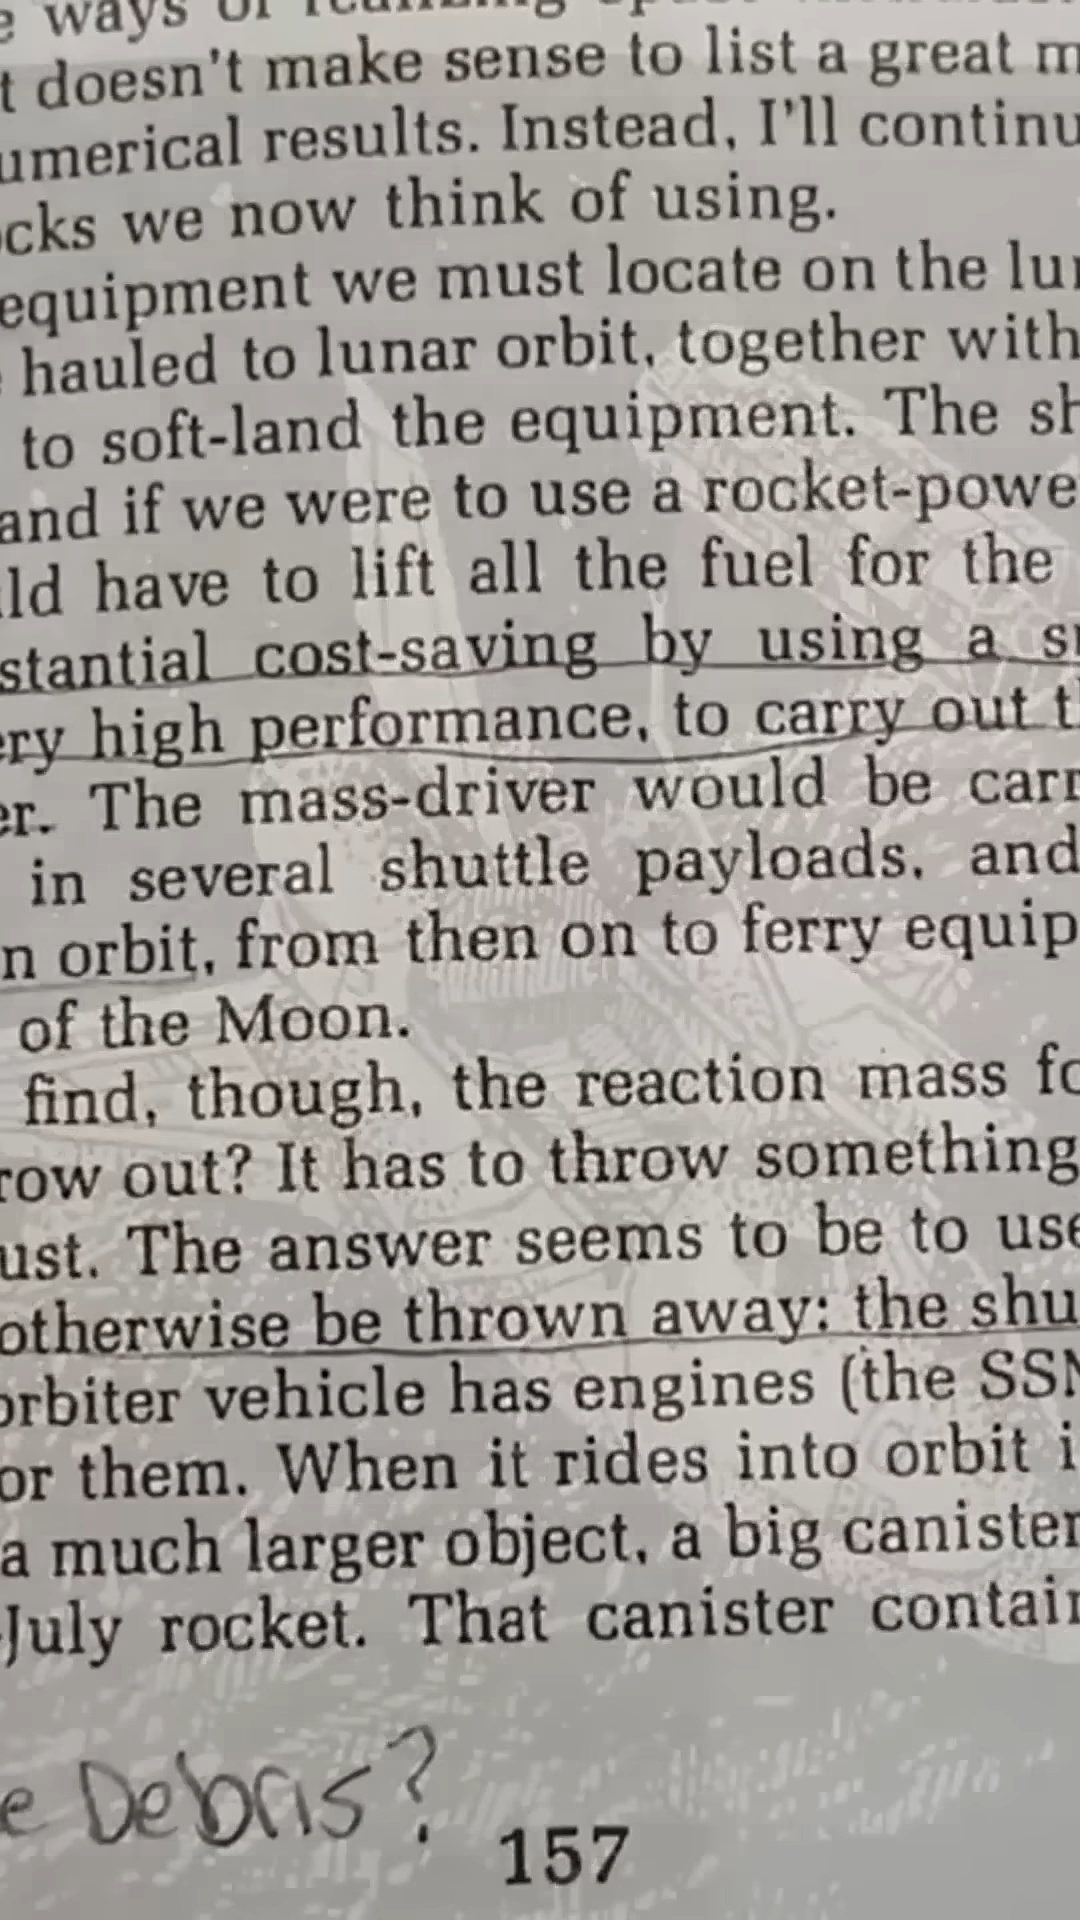 e ways of realizing
t doesn't make sense to list a great m
umerical results. Instead, I'll continu
ocks we now think of using.
equipment we must locate on the lu
hauled to lunar orbit, together with
to soft-land the equipment. The sh
and if we were to use a rocket-powe
ld have to lift all the fuel for the
stantial cost-saving by using a s
ery high performance, to carry out t
er. The mass-driver would be carr
in several shuttle payloads, and
n orbit, from then on to ferry equip
of the Moon.
find, though, the reaction mass fo
row out? It has to throw something
ust. The answer seems to be to use
otherwise be thrown away: the shu
orbiter vehicle has engines (the SSM
or them. When it rides into orbit i
a much larger object, a big canister
-July rocket. That canister contain
e Debris?
157